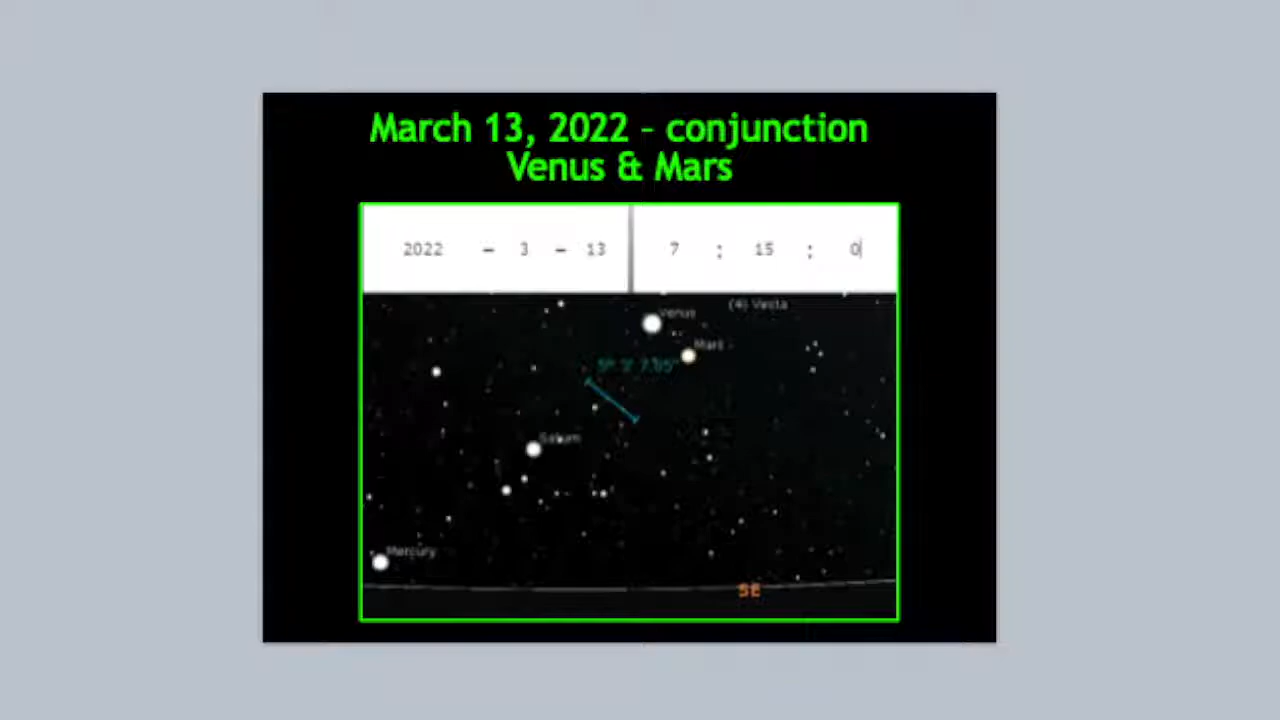 March 13, 2022 – conjunction
Venus & Mars
2022 – 3 – 13 7 : 15 : 0
(4) Vesta
Venus
Mars
Saturn
Mercury
SE